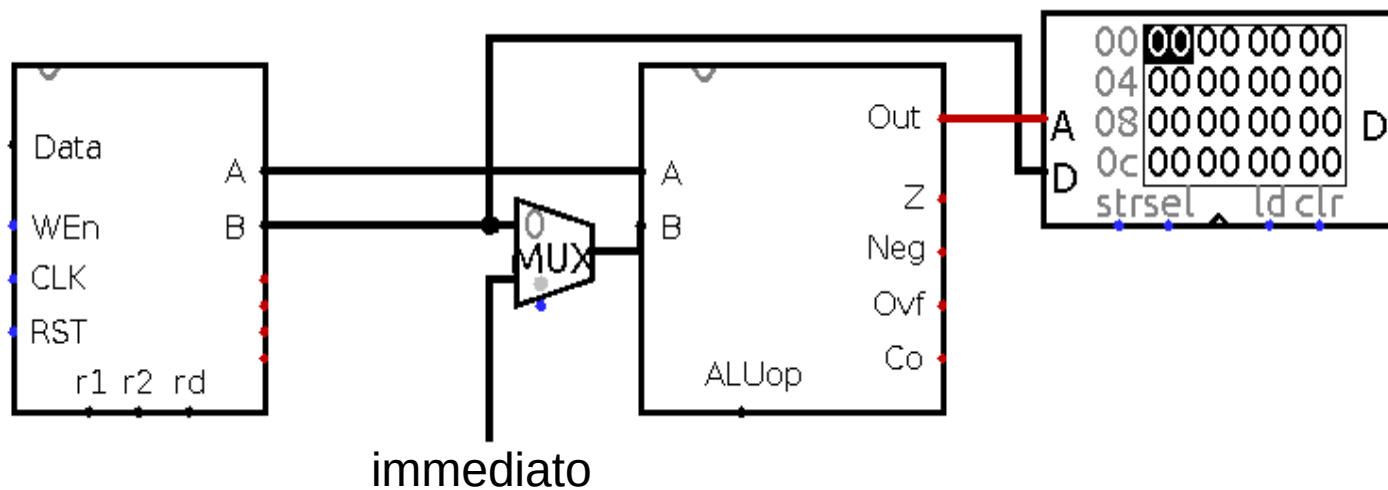 Data
WEn
CLK
RST
r1 r2 rd
A
B
0
MUX
immediato
A
B
ALUop
Out
Z
Neg
Ovf
Co
A
D
00 00 00 00 00
04 00 00 00 00
08 00 00 00 00
0c 00 00 00 00
str sel ld clr
D